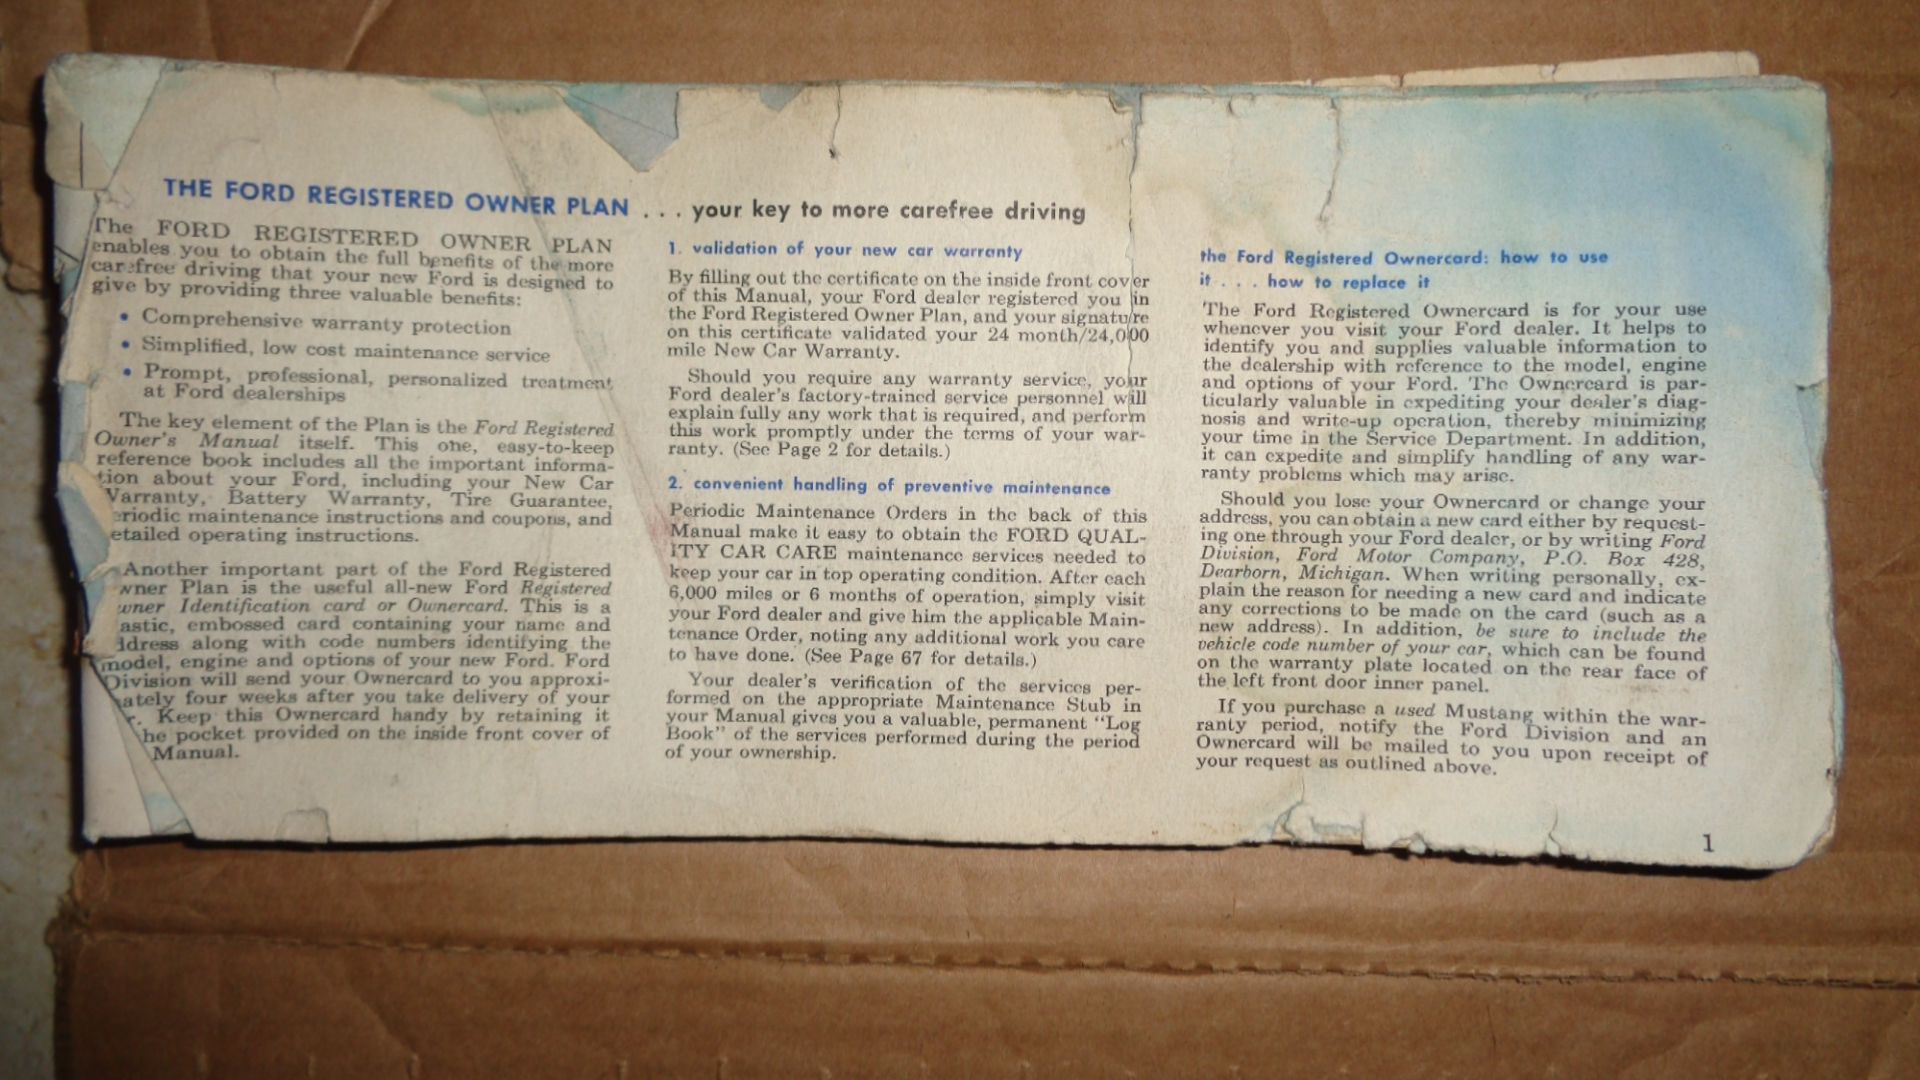 THE FORD REGISTERED OWNER PLAN . . . your key to more carefree driving
The FORD REGISTERED OWNER PLAN
enables you to obtain the full benefits of the more
carefree driving that your new Ford is designed to
give by providing three valuable benefits:
• Comprehensive warranty protection
• Simplified, low cost maintenance service
• Prompt, professional, personalized treatment
at Ford dealerships
The key element of the Plan is the Ford Registered
Owner's Manual itself. This one, easy-to-keep
reference book includes all the important informa-
tion about your Ford, including your New Car
Warranty, Battery Warranty, Tire Guarantee,
eriodic maintenance instructions and coupons, and
etailed operating instructions.
Another important part of the Ford Registered
wner Plan is the useful all-new Ford Registered
wner Identification card or Ownercard. This is a
astic, embossed card containing your name and
ddress along with code numbers identifying the
model, engine and options of your new Ford. Ford
Division will send your Ownercard to you approxi-
ately four weeks after you take delivery of your
r. Keep this Ownercard handy by retaining it
he pocket provided on the inside front cover of
Manual.
1. validation of your new car warranty
By filling out the certificate on the inside front cover
of this Manual, your Ford dealer registered you in
the Ford Registered Owner Plan, and your signature
on this certificate validated your 24 month/24,000
mile New Car Warranty.
Should you require any warranty service, your
Ford dealer's factory-trained service personnel will
explain fully any work that is required, and perform
this work promptly under the terms of your war-
ranty. (See Page 2 for details.)
2. convenient handling of preventive maintenance
Periodic Maintenance Orders in the back of this
Manual make it easy to obtain the FORD QUAL-
ITY CAR CARE maintenance services needed to
keep your car in top operating condition. After each
6,000 miles or 6 months of operation, simply visit
your Ford dealer and give him the applicable Main-
tenance Order, noting any additional work you care
to have done. (See Page 67 for details.)
Your dealer's verification of the services per-
formed on the appropriate Maintenance Stub in
your Manual gives you a valuable, permanent "Log
Book" of the services performed during the period
of your ownership.
the Ford Registered Ownercard: how to use
it . . . how to replace it
The Ford Registered Ownercard is for your use
whenever you visit your Ford dealer. It helps to
identify you and supplies valuable information to
the dealership with reference to the model, engine
and options of your Ford. The Ownercard is par-
ticularly valuable in expediting your dealer's diag-
nosis and write-up operation, thereby minimizing
your time in the Service Department. In addition,
it can expedite and simplify handling of any war-
ranty problems which may arise.
Should you lose your Ownercard or change your
address, you can obtain a new card either by request-
ing one through your Ford dealer, or by writing Ford
Division, Ford Motor Company, P.O. Box 428,
Dearborn, Michigan. When writing personally, ex-
plain the reason for needing a new card and indicate
any corrections to be made on the card (such as a
new address). In addition, be sure to include the
vehicle code number of your car, which can be found
on the warranty plate located on the rear face of
the left front door inner panel.
If you purchase a used Mustang within the war-
ranty period, notify the Ford Division and an
Ownercard will be mailed to you upon receipt of
your request as outlined above.
1